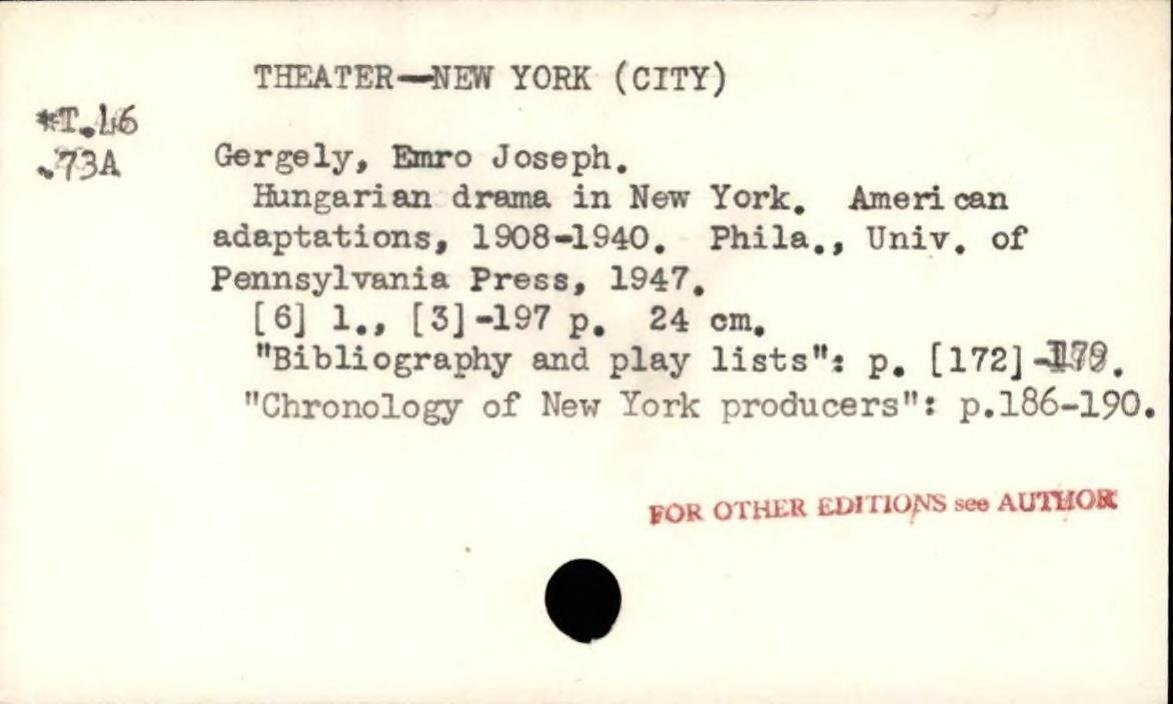 THEATER—NEW YORK (CITY)
*T.46
.73A
Gergely, Emro Joseph.
Hungarian drama in New York. American
adaptations, 1908-1940. Phila., Univ. of
Pennsylvania Press, 1947.
[6] l., [3]-197 p. 24 cm.
"Bibliography and play lists": p. [172]
"Chronology of New York producers": p.186-190.
FOR OTHER EDITIONS see AUTHOR